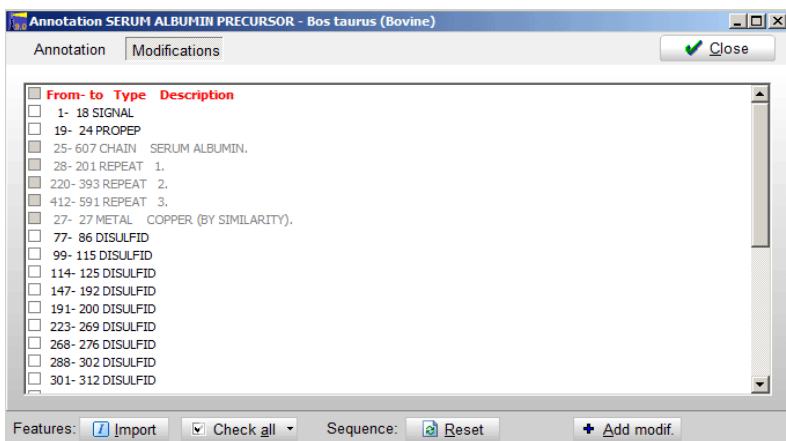 Annotation SERUM ALBUMIN PRECURSOR - Bos taurus (Bovine)
Annotation Modifications Close
From- to Type Description
1- 18 SIGNAL
19- 24 PROPEP
25- 607 CHAIN SERUM ALBUMIN.
28- 201 REPEAT 1.
220- 393 REPEAT 2.
412- 591 REPEAT 3.
27- 27 METAL COPPER (BY SIMILARITY).
77- 86 DISULFID
99- 115 DISULFID
114- 125 DISULFID
147- 192 DISULFID
191- 200 DISULFID
223- 269 DISULFID
268- 276 DISULFID
288- 302 DISULFID
301- 312 DISULFID
Features: Import Check all Sequence: Reset Add modif.